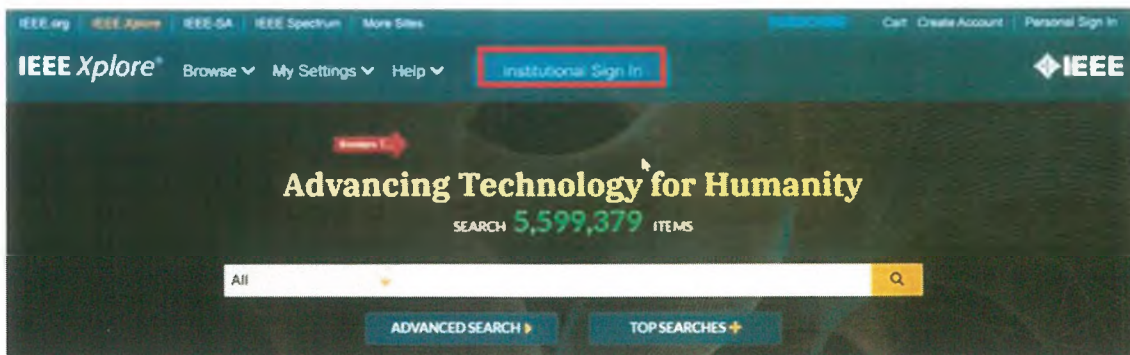 IEEE.org IEEE Xplore IEEE-SA IEEE Spectrum More Sites SUBSCRIBE Cart Create Account Personal Sign In
IEEE Xplore® Browse My Settings Help Institutional Sign In IEEE
Advancing Technology for Humanity
SEARCH 5,599,379 ITEMS
All
ADVANCED SEARCH TOP SEARCHES